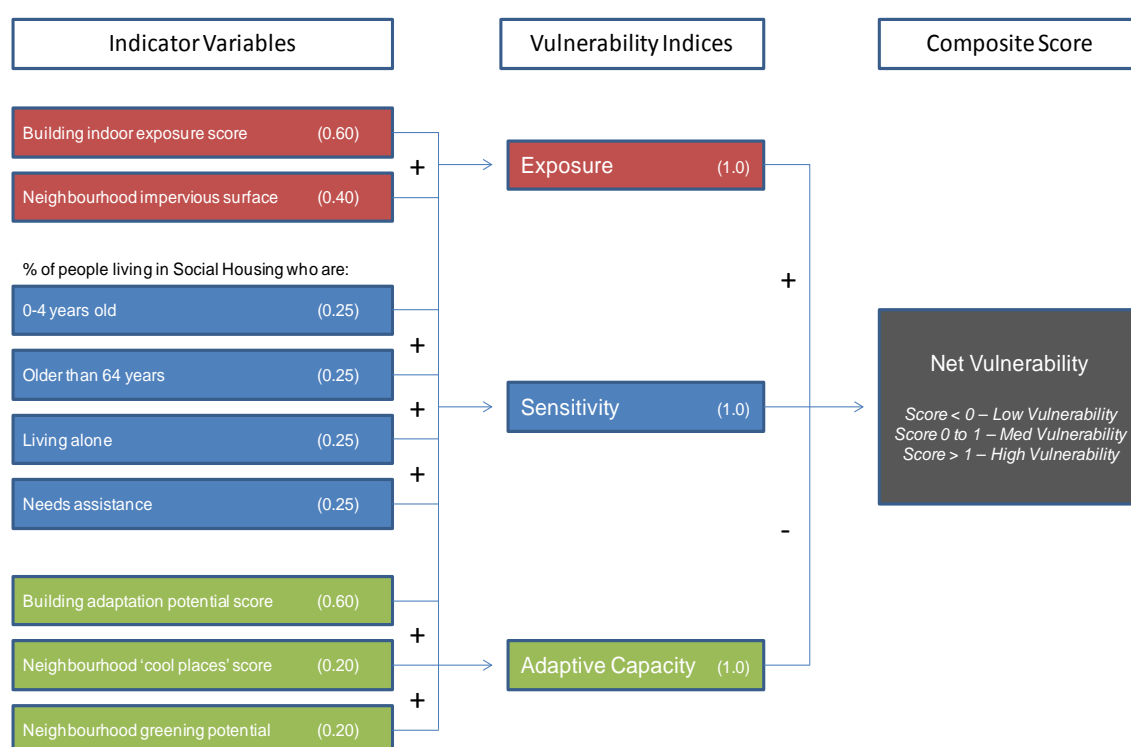 Indicator Variables
Vulnerability Indices
Composite Score
Building indoor exposure score (0.60)
+
Neighbourhood impervious surface (0.40)
Exposure (1.0)
% of people living in Social Housing who are:
0-4 years old (0.25)
+
Older than 64 years (0.25)
+
Living alone (0.25)
+
Needs assistance (0.25)
+
Sensitivity (1.0)
-
Building adaptation potential score (0.60)
+
Neighbourhood ‘cool places’ score (0.20)
+
Neighbourhood greening potential (0.20)
Adaptive Capacity (1.0)
Net Vulnerability
Score < 0 – Low Vulnerability
Score 0 to 1 – Med Vulnerability
Score > 1 – High Vulnerability